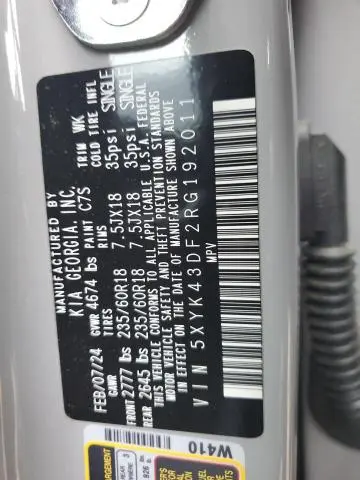 MANUFACTURED BY
KIA GEORGIA, INC.
FEB/07/24 GVWR 4674 lbs PAINT C7S TRIM WK
GAWR TIRES RIMS COLD TIRE INFL
FRONT 2777 lbs 235/60R18 7.5JX18 35psi SINGLE
REAR 2645 lbs 235/60R18 7.5JX18 35psi SINGLE
THIS VEHICLE CONFORMS TO ALL APPLICABLE U.S.A. FEDERAL
MOTOR VEHICLE SAFETY AND THEFT PREVENTION STANDARDS
IN EFFECT ON THE DATE OF MANUFACTURE SHOWN ABOVE
VIN 5XYK43DF2RG192011
MPV
W410
REAR